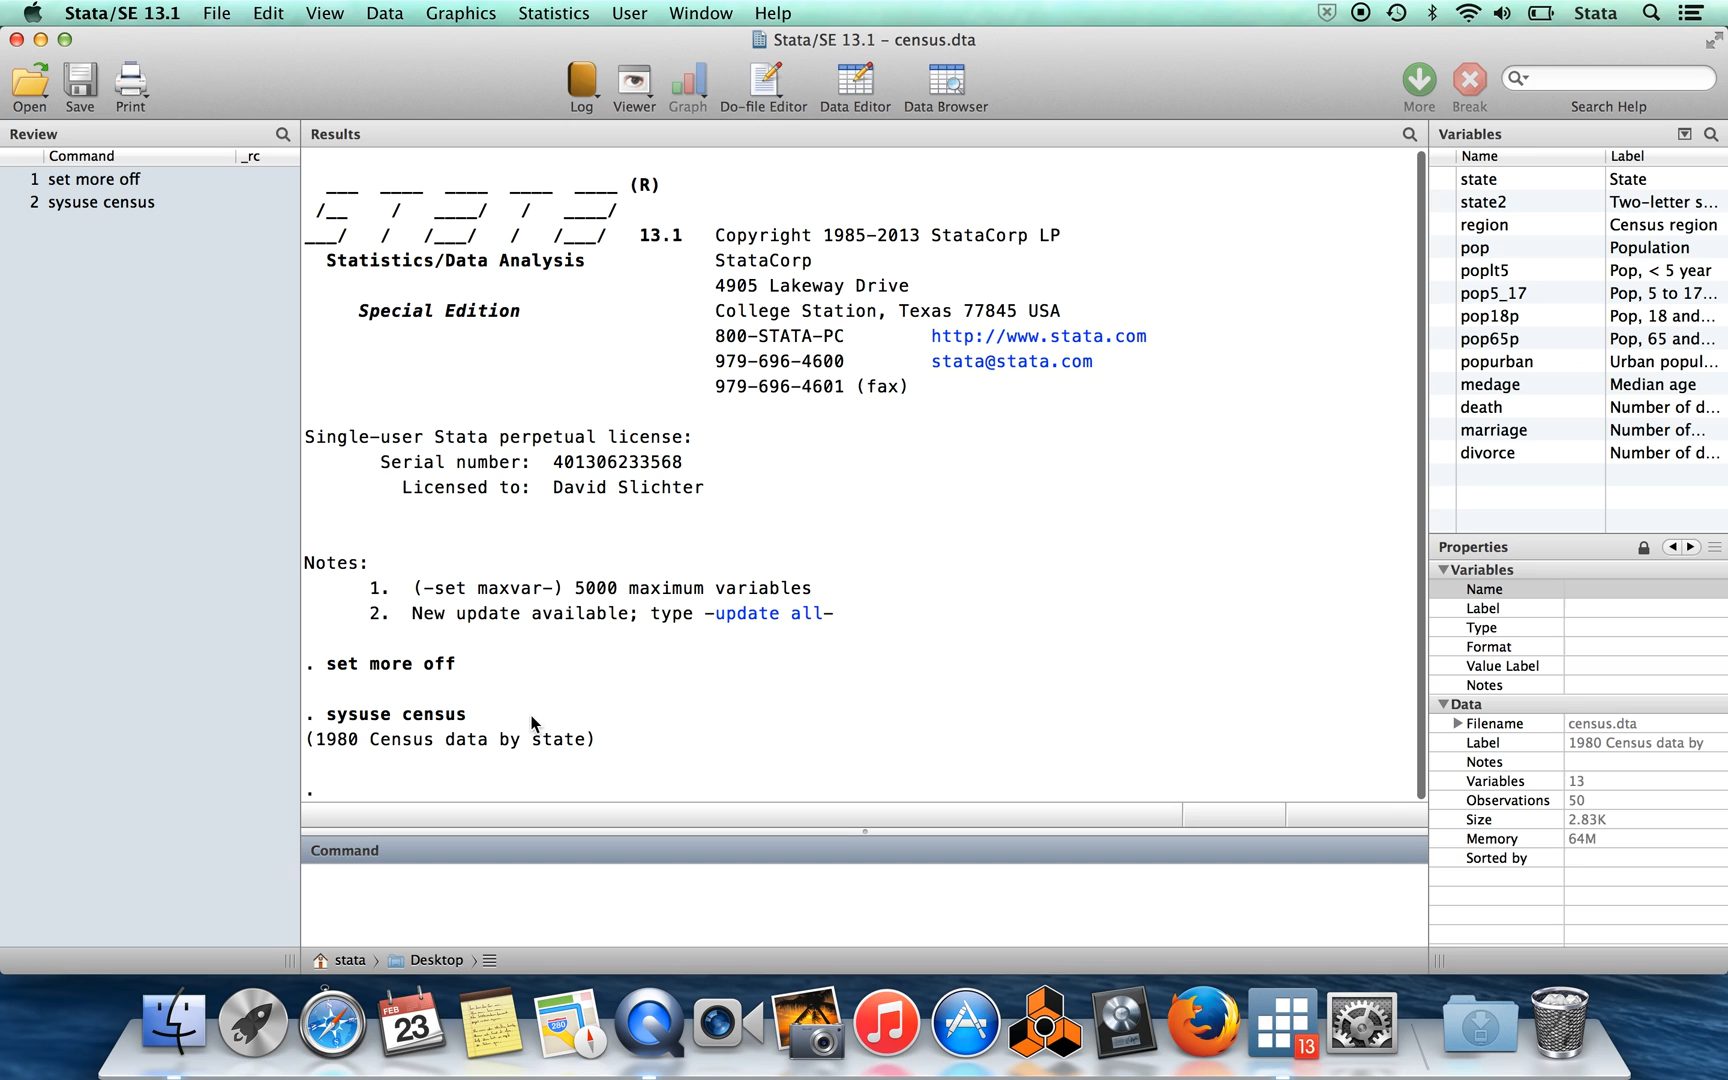 Stata/SE 13.1 File Edit View Data Graphics Statistics User Window Help Stata
Stata/SE 13.1 – census.dta
Open Save Print Log Viewer Graph Do-file Editor Data Editor Data Browser More Break Search Help
Review
Command _rc
1 set more off
2 sysuse census
Results
(R)
13.1 Copyright 1985-2013 StataCorp LP
Statistics/Data Analysis StataCorp
4905 Lakeway Drive
Special Edition College Station, Texas 77845 USA
800-STATA-PC http://www.stata.com
979-696-4600 stata@stata.com
979-696-4601 (fax)
Single-user Stata perpetual license:
Serial number: 401306233568
Licensed to: David Slichter
Notes:
1. (-set maxvar-) 5000 maximum variables
2. New update available; type -update all-
. set more off
. sysuse census
(1980 Census data by state)
.
Command
stata Desktop
Variables
Name Label
state State
state2 Two-letter s...
region Census region
pop Population
poplt5 Pop, < 5 year
pop5_17 Pop, 5 to 17...
pop18p Pop, 18 and...
pop65p Pop, 65 and...
popurban Urban popul...
medage Median age
death Number of d...
marriage Number of...
divorce Number of d...
Properties
Variables
Name
Label
Type
Format
Value Label
Notes
Data
Filename census.dta
Label 1980 Census data by
Notes
Variables 13
Observations 50
Size 2.83K
Memory 64M
Sorted by
FEB
23
280
13